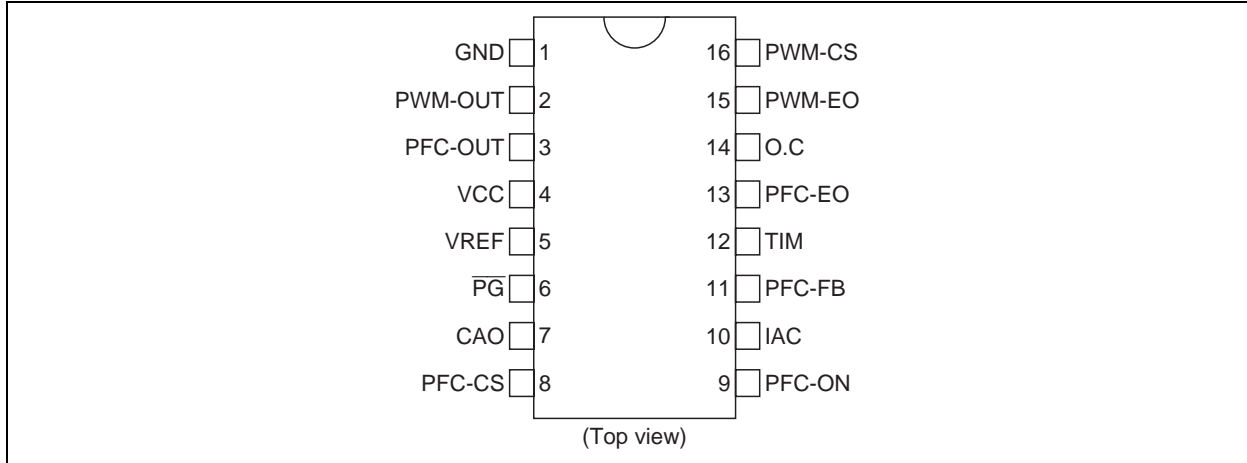 GND 1 16 PWM-CS
PWM-OUT 2 15 PWM-EO
PFC-OUT 3 14 O.C
VCC 4 13 PFC-EO
VREF 5 12 TIM
P̅G̅ 6 11 PFC-FB
CAO 7 10 IAC
PFC-CS 8 9 PFC-ON
(Top view)